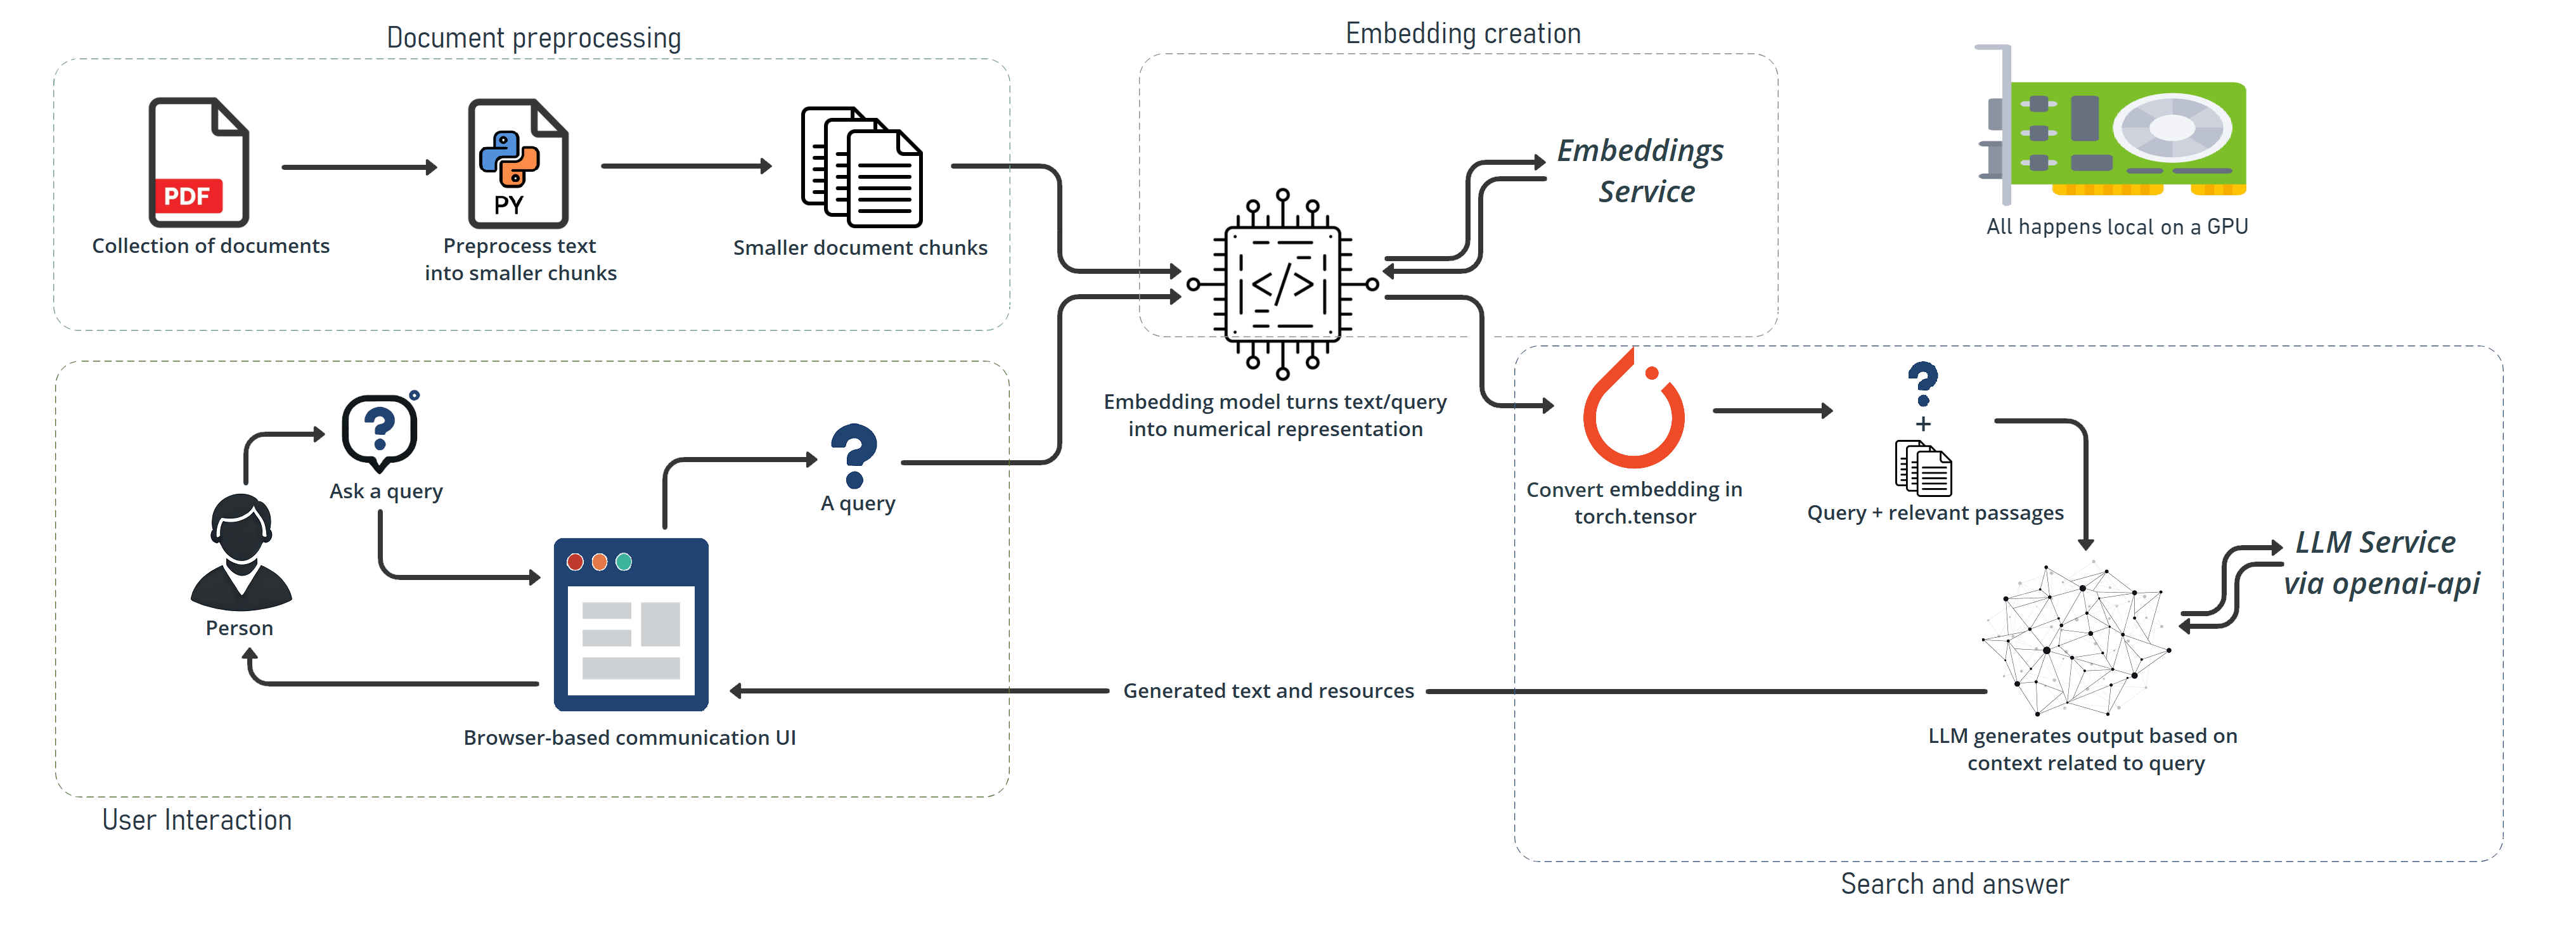 Document preprocessing
PDF
Collection of documents
PY
Preprocess text
into smaller chunks
Smaller document chunks
Embedding creation
Embeddings
Service
</>
Embedding model turns text/query
into numerical representation
All happens local on a GPU
?
Ask a query
Person
Browser-based communication UI
?
A query
User Interaction
Convert embedding in
torch.tensor
?
+
Query + relevant passages
LLM Service
via openai-api
LLM generates output based on
context related to query
Generated text and resources
Search and answer